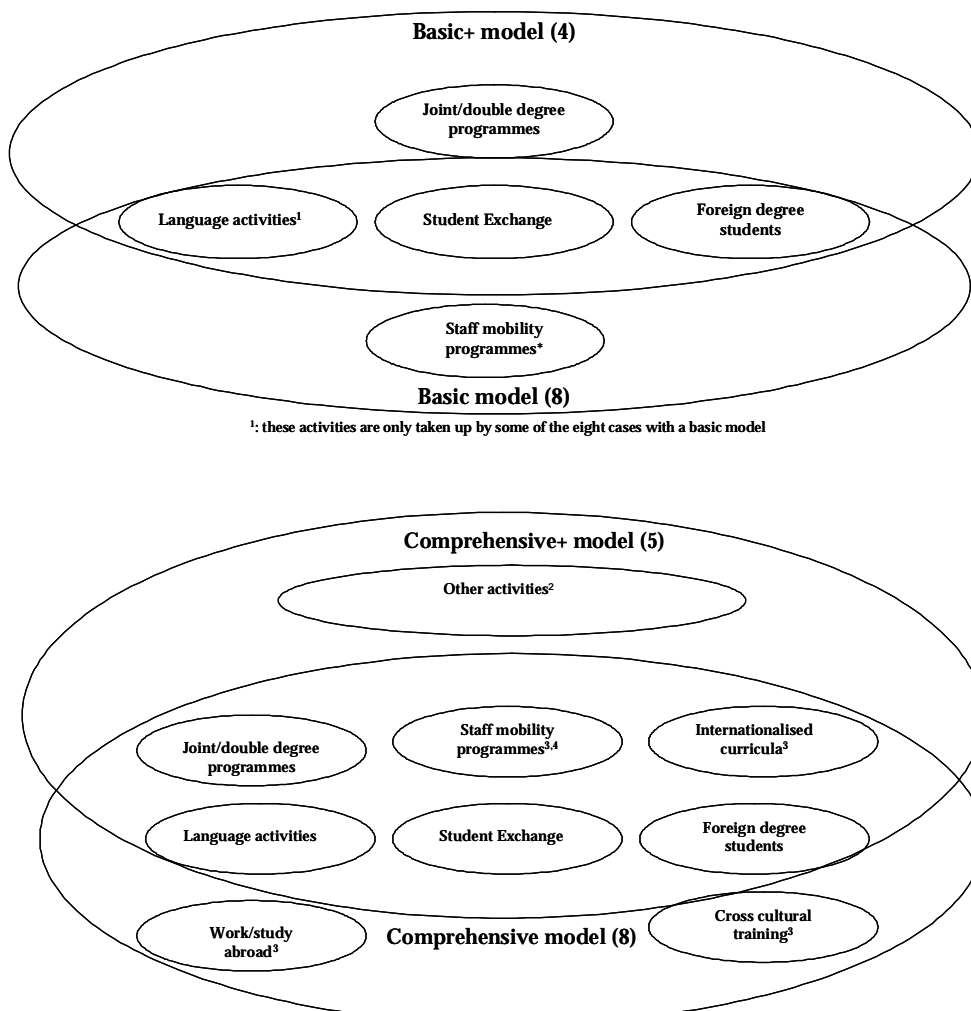 Basic+ model (4)
Joint/double degree
programmes
Language activities¹
Student Exchange
Foreign degree
students
Staff mobility
programmes*
Basic model (8)
¹: these activities are only taken up by some of the eight cases with a basic model
Comprehensive+ model (5)
Other activities²
Joint/double degree
programmes
Staff mobility
programmes³,⁴
Internationalised
curricula³
Language activities
Student Exchange
Foreign degree
students
Work/study
abroad³
Comprehensive model (8)
Cross cultural
training³